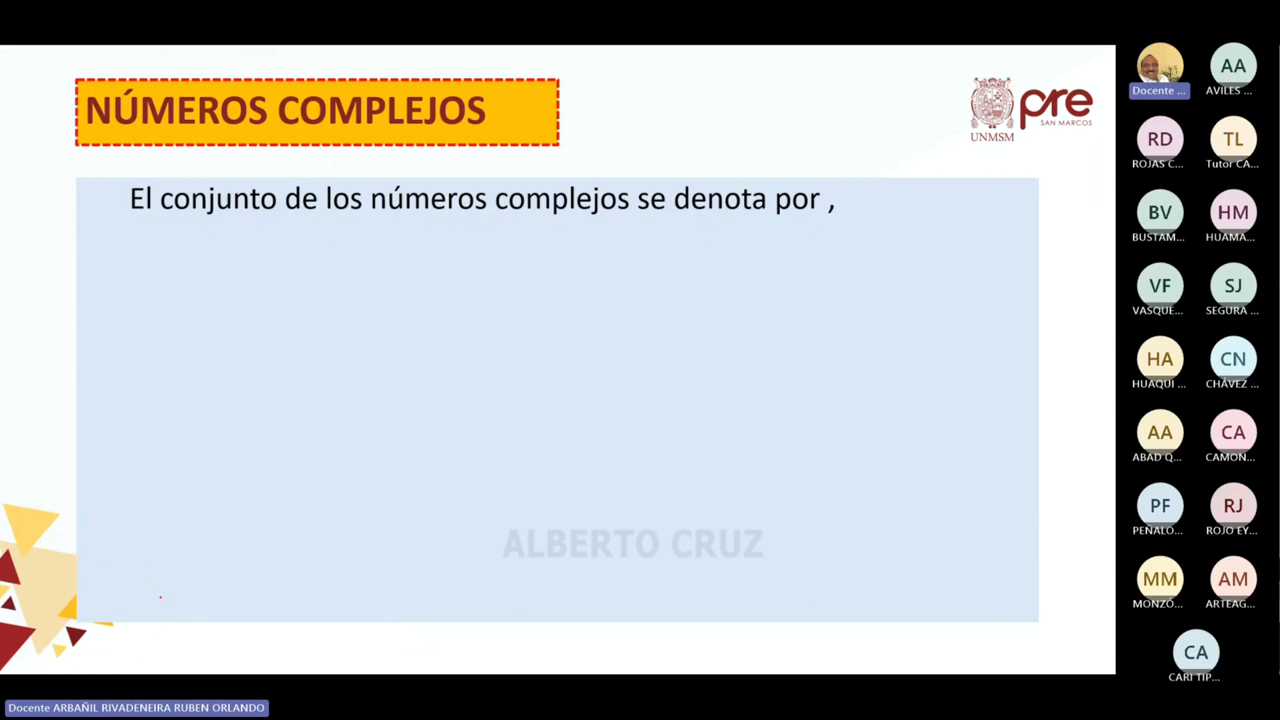 NÚMEROS COMPLEJOS
UNMSM
pre
SAN MARCOS
El conjunto de los números complejos se denota por ,
ALBERTO CRUZ
Docente ...
AA
AVILES ...
RD
ROJAS C...
TL
Tutor CA...
BV
BUSTAM...
HM
HUAMA...
VF
VASQUE...
SJ
SEGURA ...
HA
HUAQUI ...
CN
CHÁVEZ ...
AA
ABAD Q...
CA
CAMON...
PF
PEÑALO...
RJ
ROJO EY...
MM
MONZÓ...
AM
ARTEAG...
CA
CARI TIP...
Docente ARBAÑIL RIVADENEIRA RUBEN ORLANDO